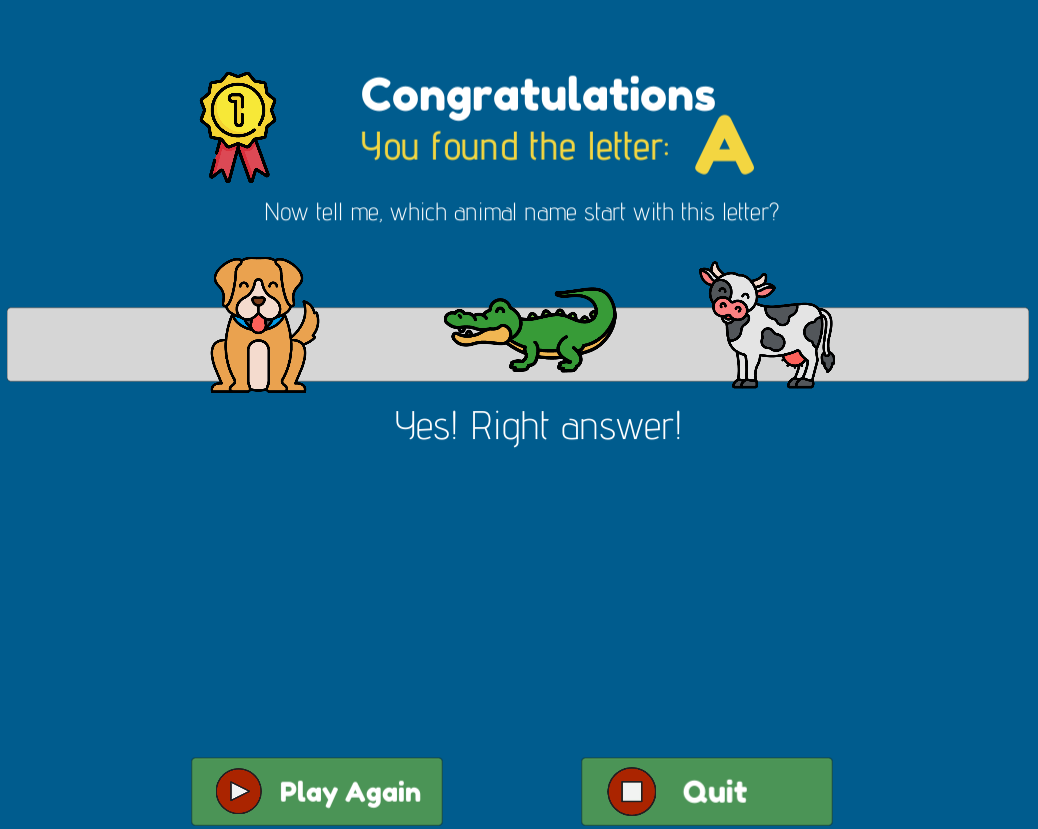 1
Congratulations
You found the letter: A
Now tell me, which animal name start with this letter?
Yes! Right answer!
Play Again
Quit